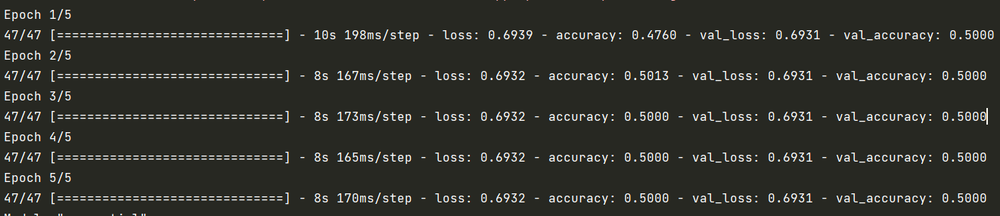 Epoch 1/5
47/47 [==============================] - 10s 198ms/step - loss: 0.6939 - accuracy: 0.4760 - val_loss: 0.6931 - val_accuracy: 0.5000
Epoch 2/5
47/47 [==============================] - 8s 167ms/step - loss: 0.6932 - accuracy: 0.5013 - val_loss: 0.6931 - val_accuracy: 0.5000
Epoch 3/5
47/47 [==============================] - 8s 173ms/step - loss: 0.6932 - accuracy: 0.5000 - val_loss: 0.6931 - val_accuracy: 0.5000
Epoch 4/5
47/47 [==============================] - 8s 165ms/step - loss: 0.6932 - accuracy: 0.5000 - val_loss: 0.6931 - val_accuracy: 0.5000
Epoch 5/5
47/47 [==============================] - 8s 170ms/step - loss: 0.6932 - accuracy: 0.5000 - val_loss: 0.6931 - val_accuracy: 0.5000